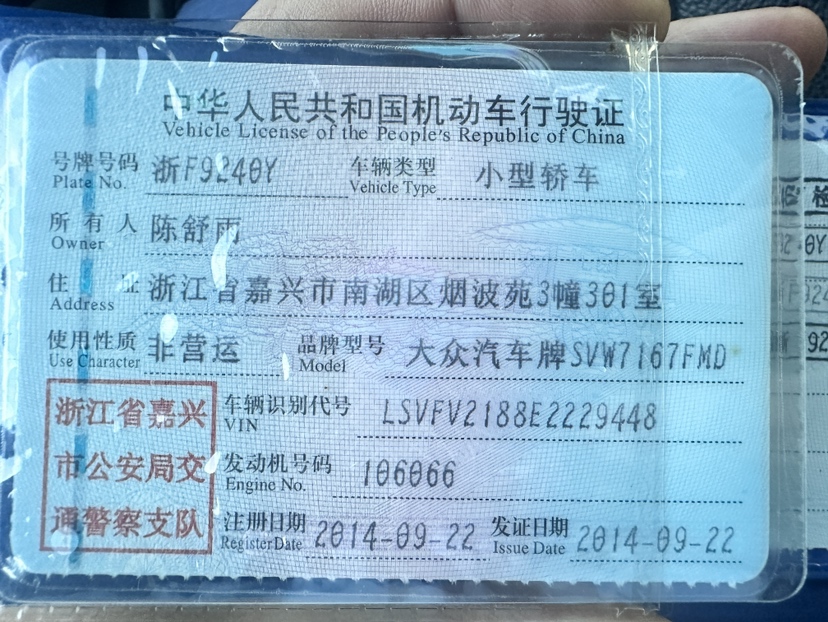 中华人民共和国机动车行驶证
Vehicle License of the People's Republic of China
号牌号码 浙F9240Y 车辆类型 小型轿车
Plate No. Vehicle Type
所有人 陈舒雨
Owner
住址 浙江省嘉兴市南湖区烟波苑3幢301室
Address
使用性质 非营运 品牌型号 大众汽车牌SVW7167FMD
Use Character Model
浙江省嘉兴
市公安局交
通警察支队
车辆识别代号 LSVFV2188E2229448
VIN
发动机号码 106066
Engine No.
注册日期 2014-09-22 发证日期 2014-09-22
Register Date Issue Date